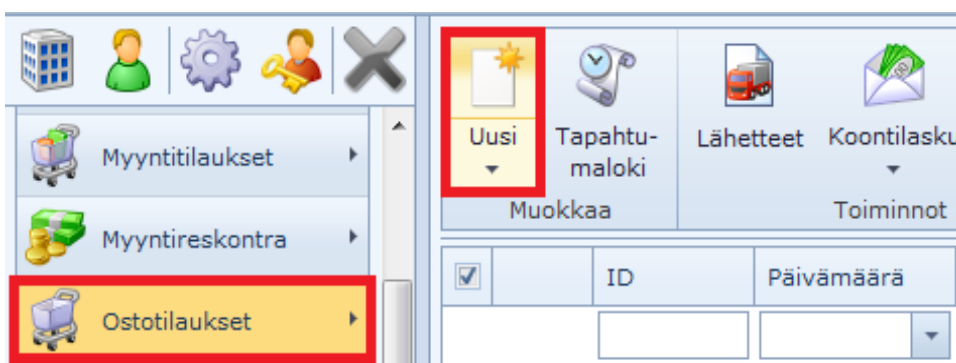 Myyntitilaukset
Myyntireskontra
Ostotilaukset
Uusi
Tapahtu-
maloki
Lähetteet
Koontilasku
Muokkaa
Toiminnot
ID
Päivämäärä